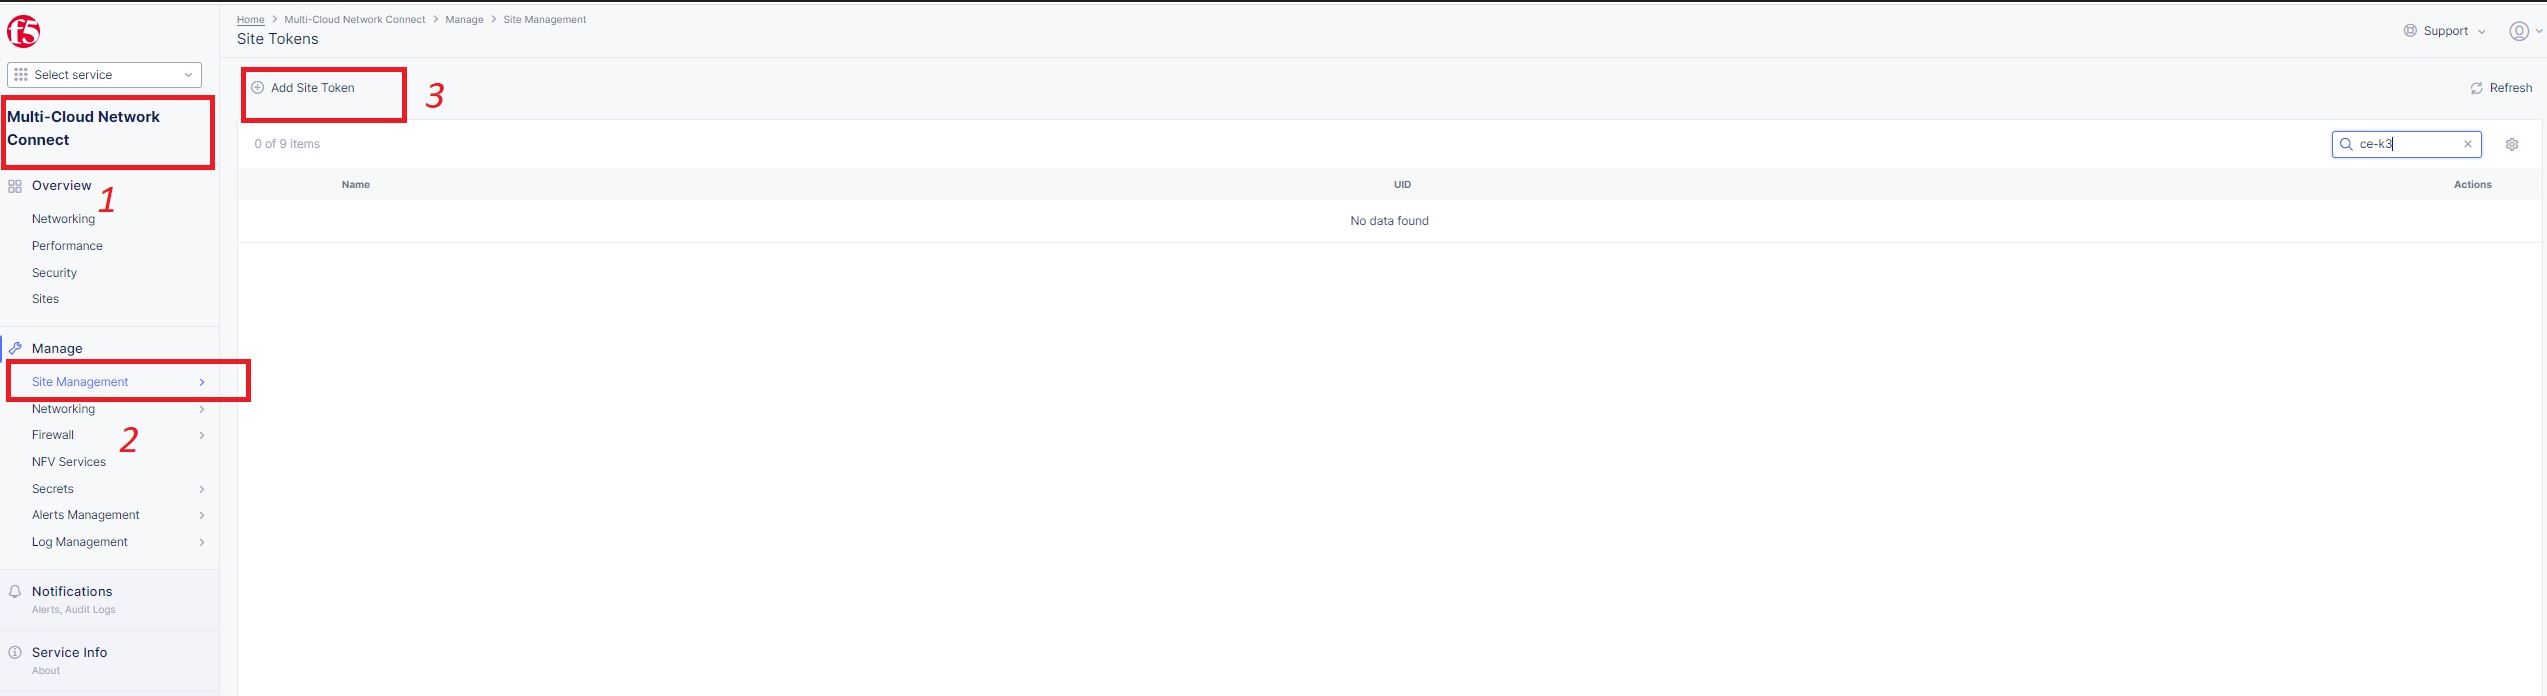 f5
Home > Multi-Cloud Network Connect > Manage > Site Management
Site Tokens
Support
Select service
Multi-Cloud Network
Connect
1
Overview
Networking
Performance
Security
Sites
Manage
Site Management
Networking
Firewall
2
NFV Services
Secrets
Alerts Management
Log Management
Notifications
Alerts, Audit Logs
Service Info
About
Add Site Token
3
Refresh
0 of 9 items
ce-k3
Name UID Actions
No data found